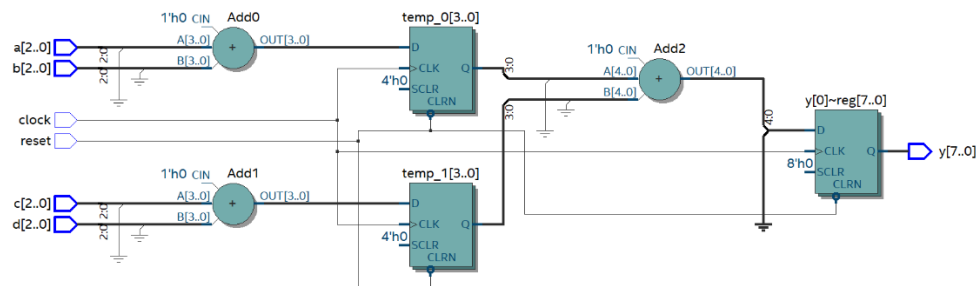 1'h0 CIN Add0
a[2..0] 2:0 A[3..0] OUT[3..0]
b[2..0] 2:0 B[3..0]
temp_0[3..0]
D
CLK Q
4'h0 SCLR
CLRN
3:0
1'h0 CIN Add2
A[4..0] OUT[4..0]
3:0 B[4..0]
4:0
clock
reset
y[0]~reg[7..0]
D
CLK Q
8'h0 SCLR
CLRN
y[7..0]
1'h0 CIN Add1
c[2..0] 2:0 A[3..0] OUT[3..0]
d[2..0] 2:0 B[3..0]
temp_1[3..0]
D
CLK Q
4'h0 SCLR
CLRN